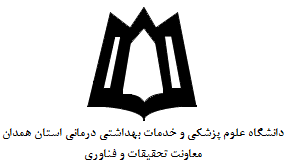 دانشگاه علوم پزشکی و خدمات بهداشتی درمانی استان همدان
معاونت تحقیقات و فناوری